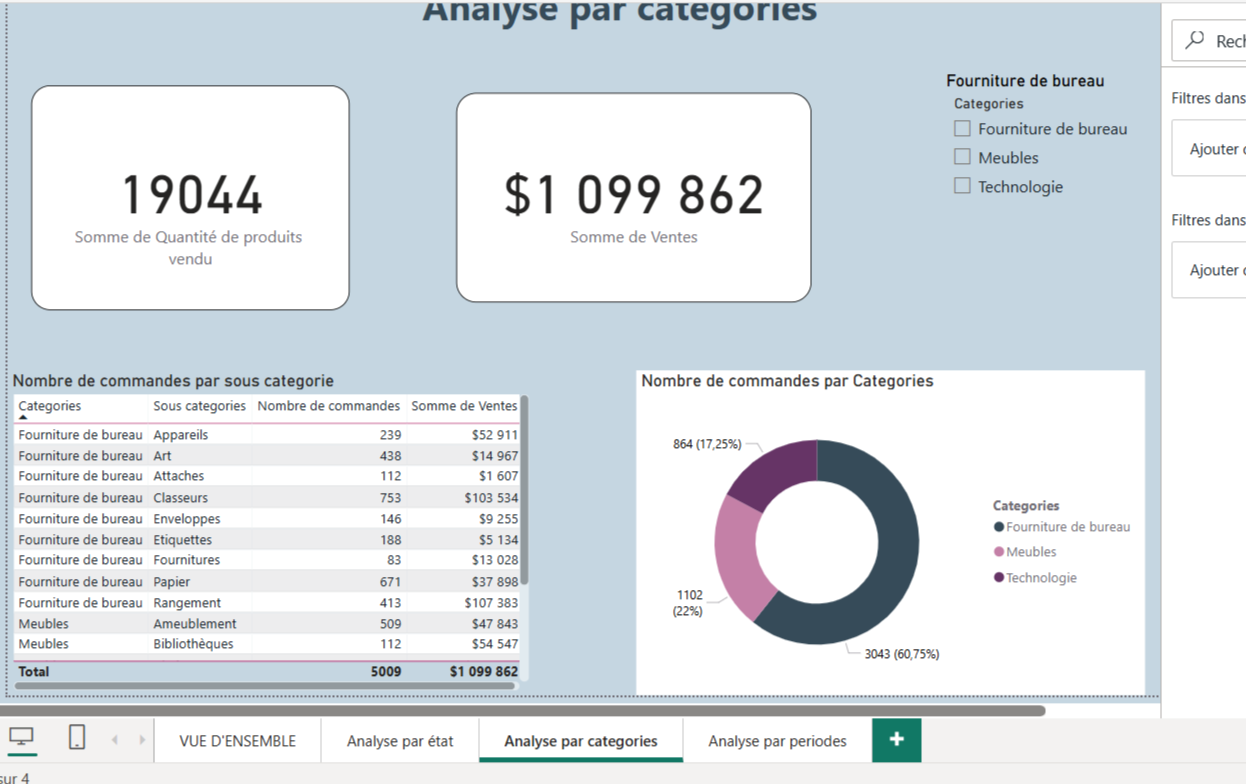 Analyse par categories
Rech
Fourniture de bureau
Categories
Fourniture de bureau
Meubles
Technologie
Filtres dans
Ajouter
Filtres dans
Ajouter
19044
Somme de Quantité de produits
vendu
$1 099 862
Somme de Ventes
Nombre de commandes par sous categorie
Categories Sous categories Nombre de commandes Somme de Ventes
Fourniture de bureau Appareils 239 $52 911
Fourniture de bureau Art 438 $14 967
Fourniture de bureau Attaches 112 $1 607
Fourniture de bureau Classeurs 753 $103 534
Fourniture de bureau Enveloppes 146 $9 255
Fourniture de bureau Etiquettes 188 $5 134
Fourniture de bureau Fournitures 83 $13 028
Fourniture de bureau Papier 671 $37 898
Fourniture de bureau Rangement 413 $107 383
Meubles Ameublement 509 $47 843
Meubles Bibliothèques 112 $54 547
Total 5009 $1 099 862
Nombre de commandes par Categories
864 (17,25%)
1102
(22%)
3043 (60,75%)
Categories
Fourniture de bureau
Meubles
Technologie
VUE D'ENSEMBLE
Analyse par état
Analyse par categories
Analyse par periodes
+
sur 4